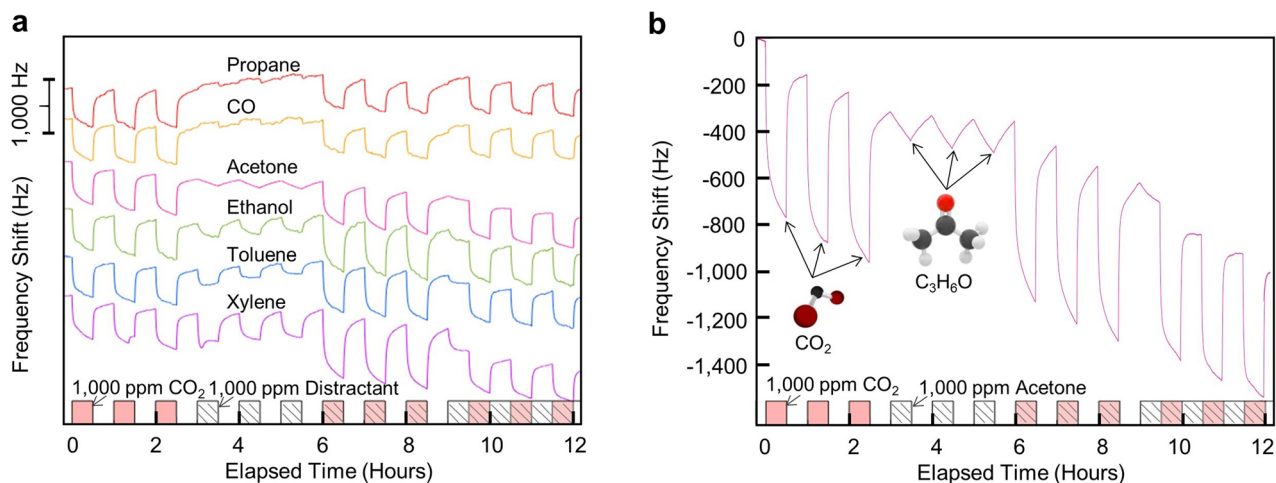 a
1,000 Hz
Frequency Shift (Hz)
Propane
CO
Acetone
Ethanol
Toluene
Xylene
1,000 ppm CO₂
1,000 ppm Distractant
0 2 4 6 8 10 12
Elapsed Time (Hours)
b
Frequency Shift (Hz)
0
-200
-400
-600
-800
-1,000
-1,200
-1,400
CO₂
C₃H₆O
1,000 ppm CO₂
1,000 ppm Acetone
0 2 4 6 8 10 12
Elapsed Time (Hours)